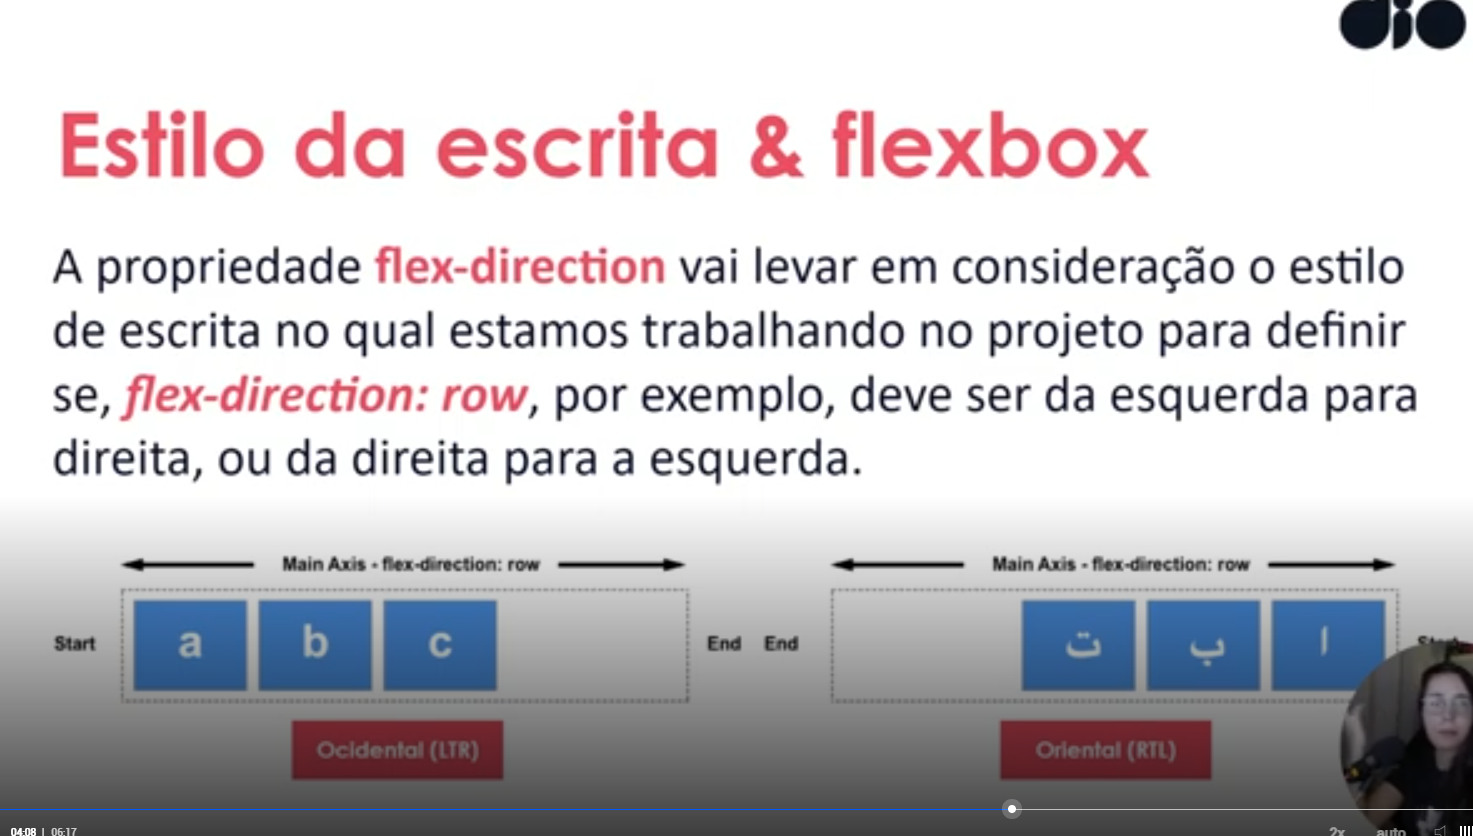 dio
Estilo da escrita & flexbox
A propriedade flex-direction vai levar em consideração o estilo
de escrita no qual estamos trabalhando no projeto para definir
se, flex-direction: row, por exemplo, deve ser da esquerda para
direita, ou da direita para a esquerda.
Main Axis - flex-direction: row
Main Axis - flex-direction: row
Start a b c End
End ت ب ا
Ocidental (LTR)
Oriental (RTL)
04:08 | 06:17
2x auto